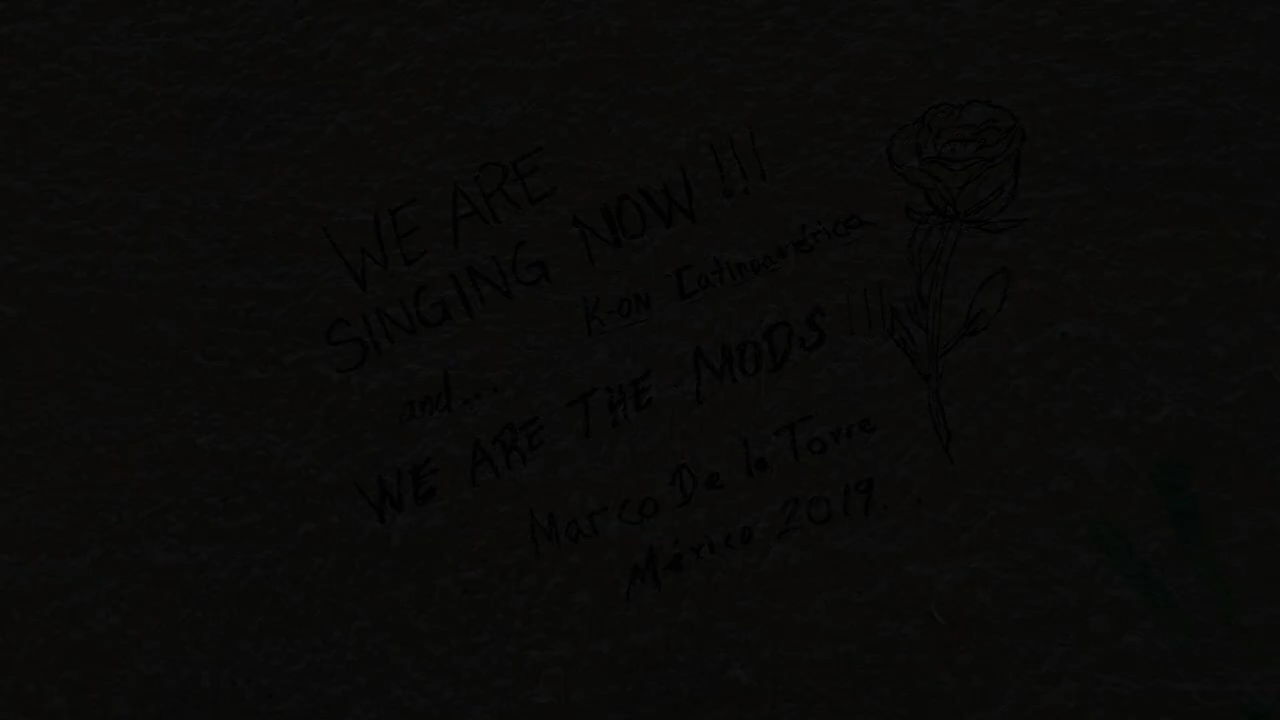 WE ARE
SINGING NOW !!!
K-ON Latinoamérica
and...
WE ARE THE MODS !!!
Marco De la Torre
México 2019.